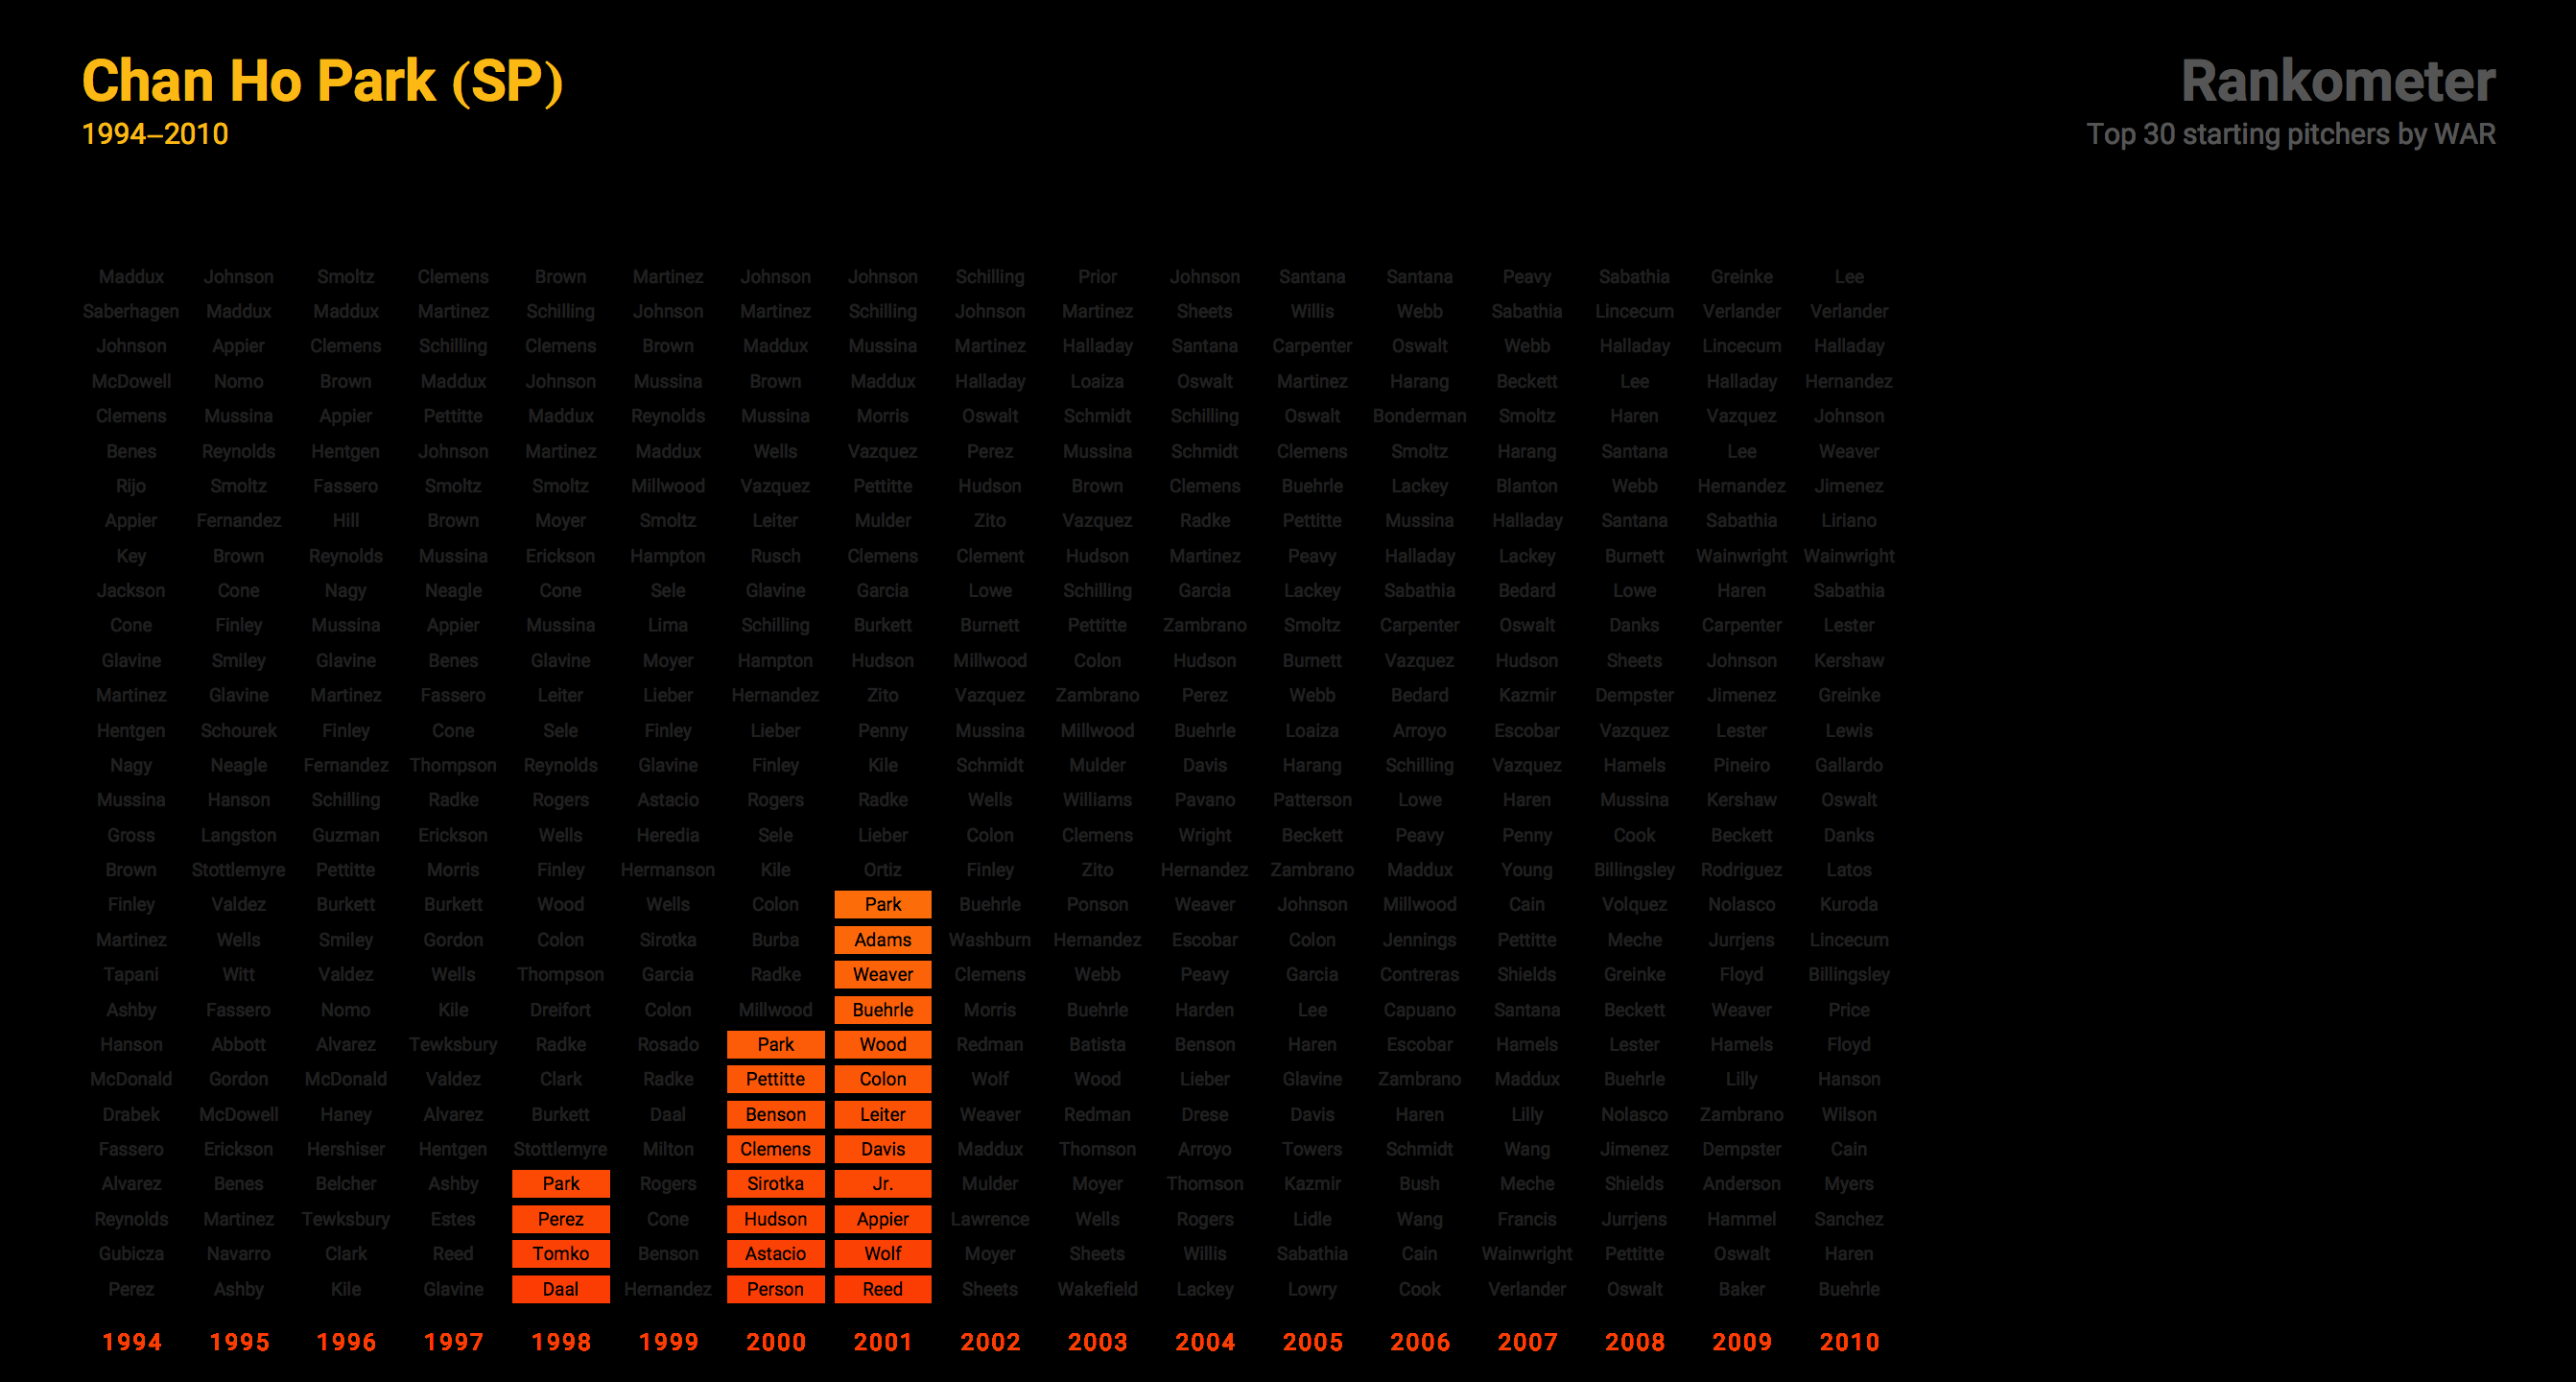 Chan Ho Park (SP)
1994–2010
Rankometer
Top 30 starting pitchers by WAR
Maddux Johnson Smoltz Clemens Brown Martinez Johnson Johnson Schilling Prior Johnson Santana Santana Peavy Sabathia Greinke Lee
Saberhagen Maddux Maddux Martinez Schilling Johnson Martinez Schilling Johnson Martinez Sheets Willis Webb Sabathia Lincecum Verlander Verlander
Johnson Appier Clemens Schilling Clemens Brown Maddux Mussina Martinez Halladay Santana Carpenter Oswalt Webb Halladay Lincecum Halladay
McDowell Nomo Brown Maddux Johnson Mussina Brown Maddux Halladay Loaiza Oswalt Martinez Harang Beckett Lee Halladay Hernandez
Clemens Mussina Appier Pettitte Maddux Reynolds Mussina Morris Oswalt Schmidt Schilling Oswalt Bonderman Smoltz Haren Vazquez Johnson
Benes Reynolds Hentgen Johnson Martinez Maddux Wells Vazquez Perez Mussina Schmidt Clemens Smoltz Harang Santana Lee Weaver
Rijo Smoltz Fassero Smoltz Smoltz Millwood Vazquez Pettitte Hudson Brown Clemens Buehrle Lackey Blanton Webb Hernandez Jimenez
Appier Fernandez Hill Brown Moyer Smoltz Leiter Mulder Zito Vazquez Radke Pettitte Mussina Halladay Santana Sabathia Liriano
Key Brown Reynolds Mussina Erickson Hampton Rusch Clemens Clement Hudson Martinez Peavy Halladay Lackey Burnett Wainwright Wainwright
Jackson Cone Nagy Neagle Cone Sele Glavine Garcia Lowe Schilling Garcia Lackey Sabathia Bedard Lowe Haren Sabathia
Cone Finley Mussina Appier Mussina Lima Schilling Burkett Burnett Pettitte Zambrano Smoltz Carpenter Oswalt Danks Carpenter Lester
Glavine Smiley Glavine Benes Glavine Moyer Hampton Hudson Millwood Colon Hudson Burnett Vazquez Hudson Sheets Johnson Kershaw
Martinez Glavine Martinez Fassero Leiter Lieber Hernandez Zito Vazquez Zambrano Perez Webb Bedard Kazmir Dempster Jimenez Greinke
Hentgen Schourek Finley Cone Sele Finley Lieber Penny Mussina Millwood Buehrle Loaiza Arroyo Escobar Vazquez Lester Lewis
Nagy Neagle Fernandez Thompson Reynolds Glavine Finley Kile Schmidt Mulder Davis Harang Schilling Vazquez Hamels Pineiro Gallardo
Mussina Hanson Schilling Radke Rogers Astacio Rogers Radke Wells Williams Pavano Patterson Lowe Haren Mussina Kershaw Oswalt
Gross Langston Guzman Erickson Wells Heredia Sele Lieber Colon Clemens Wright Beckett Peavy Penny Cook Beckett Danks
Brown Stottlemyre Pettitte Morris Finley Hermanson Kile Ortiz Finley Zito Hernandez Zambrano Maddux Young Billingsley Rodriguez Latos
Finley Valdez Burkett Burkett Wood Wells Colon Park Buehrle Ponson Weaver Johnson Millwood Cain Volquez Nolasco Kuroda
Martinez Wells Smiley Gordon Colon Sirotka Burba Adams Washburn Hernandez Escobar Colon Jennings Pettitte Meche Jurrjens Lincecum
Tapani Witt Valdez Wells Thompson Garcia Radke Weaver Clemens Webb Peavy Garcia Contreras Shields Greinke Floyd Billingsley
Ashby Fassero Nomo Kile Dreifort Colon Millwood Buehrle Morris Buehrle Harden Lee Capuano Santana Beckett Weaver Price
Hanson Abbott Alvarez Tewksbury Radke Rosado Park Wood Redman Batista Benson Haren Escobar Hamels Lester Hamels Floyd
McDonald Gordon McDonald Valdez Clark Radke Pettitte Colon Wolf Wood Lieber Glavine Zambrano Maddux Buehrle Lilly Hanson
Drabek McDowell Haney Alvarez Burkett Daal Benson Leiter Weaver Redman Drese Davis Haren Lilly Nolasco Zambrano Wilson
Fassero Erickson Hershiser Hentgen Stottlemyre Milton Clemens Davis Maddux Thomson Arroyo Towers Schmidt Wang Jimenez Dempster Cain
Alvarez Benes Belcher Ashby Park Rogers Sirotka Jr. Mulder Moyer Thomson Kazmir Bush Meche Shields Anderson Myers
Reynolds Martinez Tewksbury Estes Perez Cone Hudson Appier Lawrence Wells Rogers Lidle Wang Francis Jurrjens Hammel Sanchez
Gubicza Navarro Clark Reed Tomko Benson Astacio Wolf Moyer Sheets Willis Sabathia Cain Wainwright Pettitte Oswalt Haren
Perez Ashby Kile Glavine Daal Hernandez Person Reed Sheets Wakefield Lackey Lowry Cook Verlander Oswalt Baker Buehrle
1994 1995 1996 1997 1998 1999 2000 2001 2002 2003 2004 2005 2006 2007 2008 2009 2010